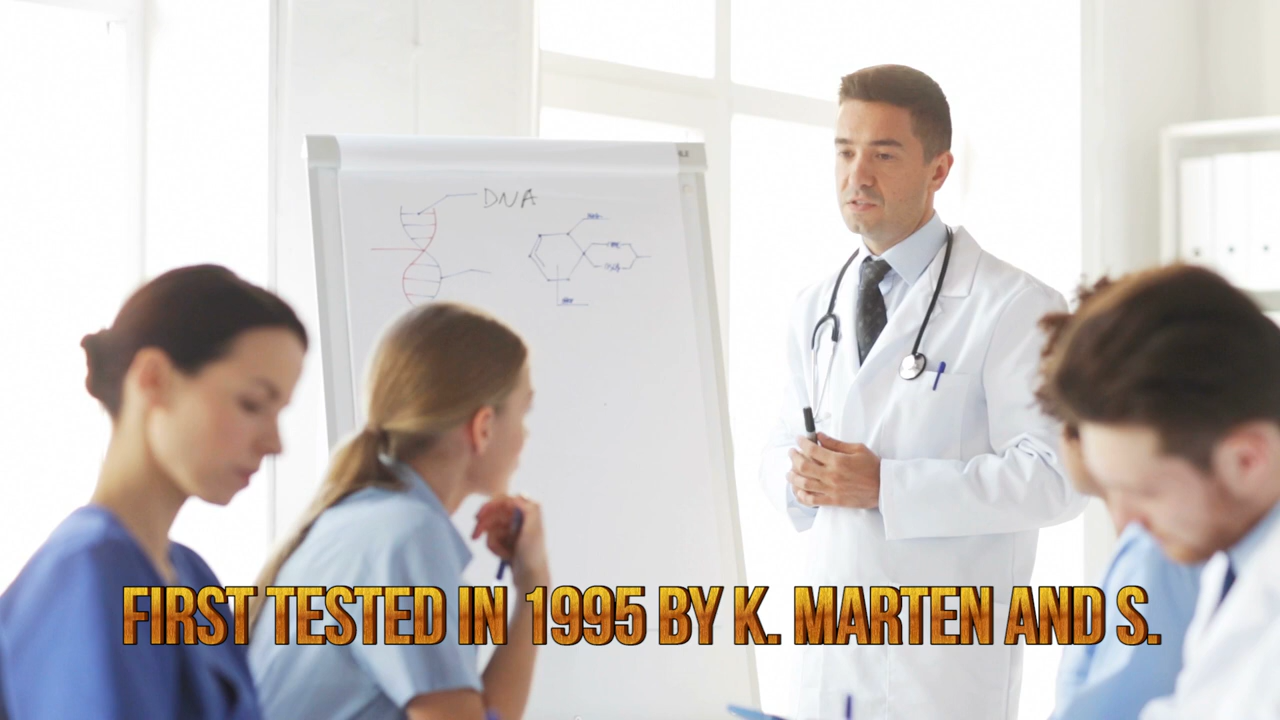 DNA
FIRST TESTED IN 1995 BY K. MARTEN AND S.